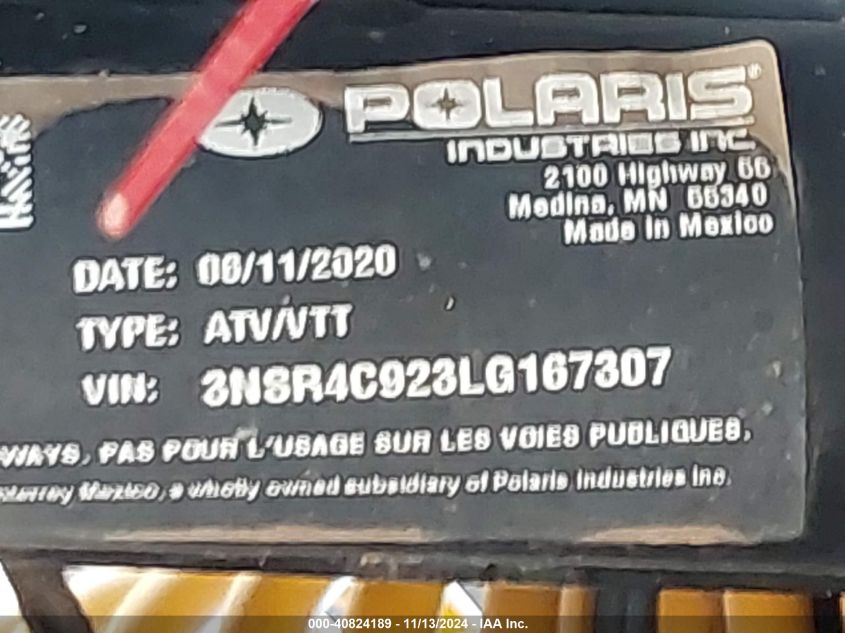 POLARIS®
INDUSTRIES INC.
2100 Highway 55
Medina, MN 55340
Made in Mexico
DATE: 06/11/2020
TYPE: ATV/VTT
VIN: 3NSR4C923LG167307
WAYS, PAS POUR L'USAGE SUR LES VOIES PUBLIQUES.
Mexico, a wholly owned subsidiary of Polaris Industries Inc.
000-40824189 - 11/13/2024 - IAA Inc.